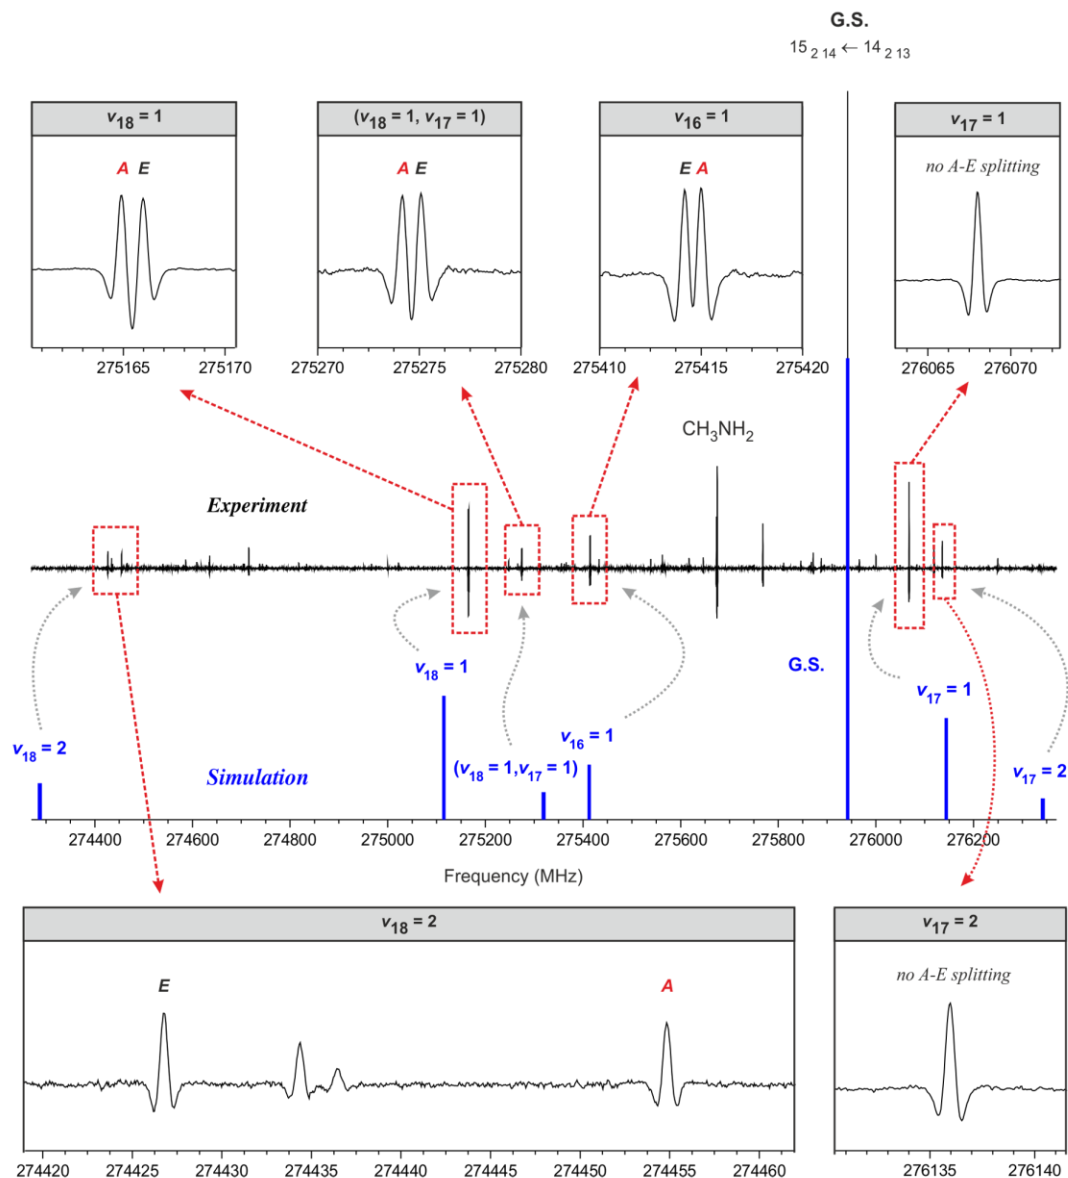 G.S.
15 2 14 ← 14 2 13
v18 = 1
(v18 = 1, v17 = 1)
v16 = 1
v17 = 1
A E
A E
E A
no A-E splitting
275165 275170
275270 275275 275280
275410 275415 275420
276065 276070
CH3NH2
Experiment
G.S.
v18 = 1
v17 = 1
v18 = 2
v16 = 1
Simulation
(v18 = 1,v17 = 1)
v17 = 2
274400 274600 274800 275000 275200 275400 275600 275800 276000 276200
Frequency (MHz)
v18 = 2
v17 = 2
E
A
no A-E splitting
274420 274425 274430 274435 274440 274445 274450 274455 274460
276135 276140